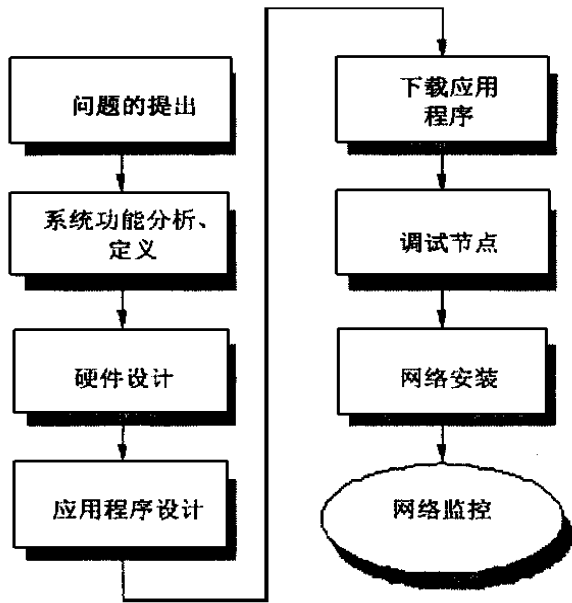 问题的提出
系统功能分析、
定义
硬件设计
应用程序设计
下载应用
程序
调试节点
网络安装
网络监控